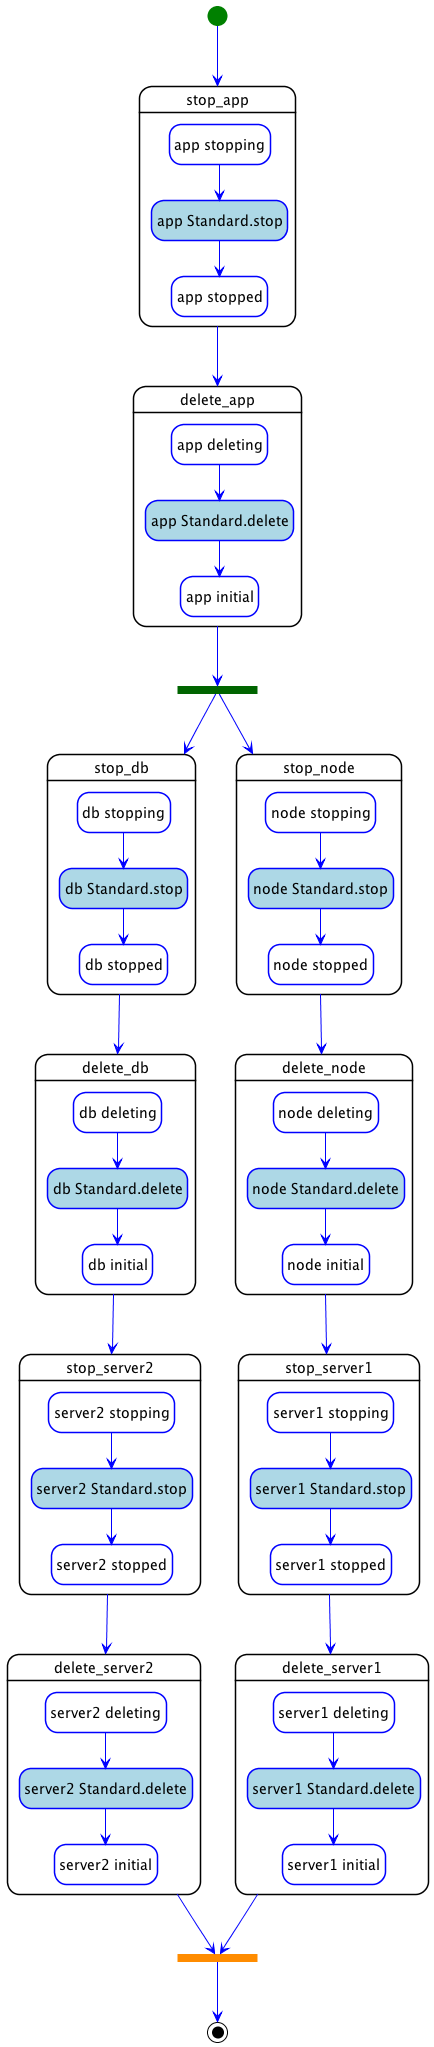 stop_app
app stopping
app Standard.stop
app stopped
delete_app
app deleting
app Standard.delete
app initial
stop_db
db stopping
db Standard.stop
db stopped
stop_node
node stopping
node Standard.stop
node stopped
delete_db
db deleting
db Standard.delete
db initial
delete_node
node deleting
node Standard.delete
node initial
stop_server2
server2 stopping
server2 Standard.stop
server2 stopped
stop_server1
server1 stopping
server1 Standard.stop
server1 stopped
delete_server2
server2 deleting
server2 Standard.delete
server2 initial
delete_server1
server1 deleting
server1 Standard.delete
server1 initial